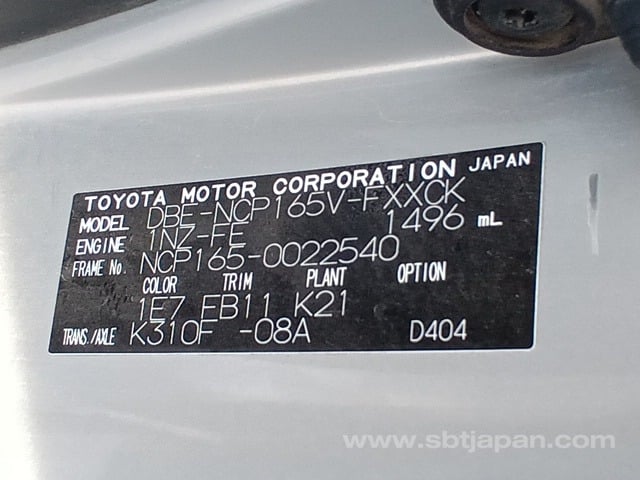 TOYOTA MOTOR CORPORATION JAPAN
MODEL DBE-NCP165V-FXXCK
ENGINE 1NZ-FE 1496 mL
FRAME No. NCP165-0022540
COLOR TRIM PLANT OPTION
1E7 FB11 K21
TRANS./AXLE K310F -08A D404
www.sbtjapan.com